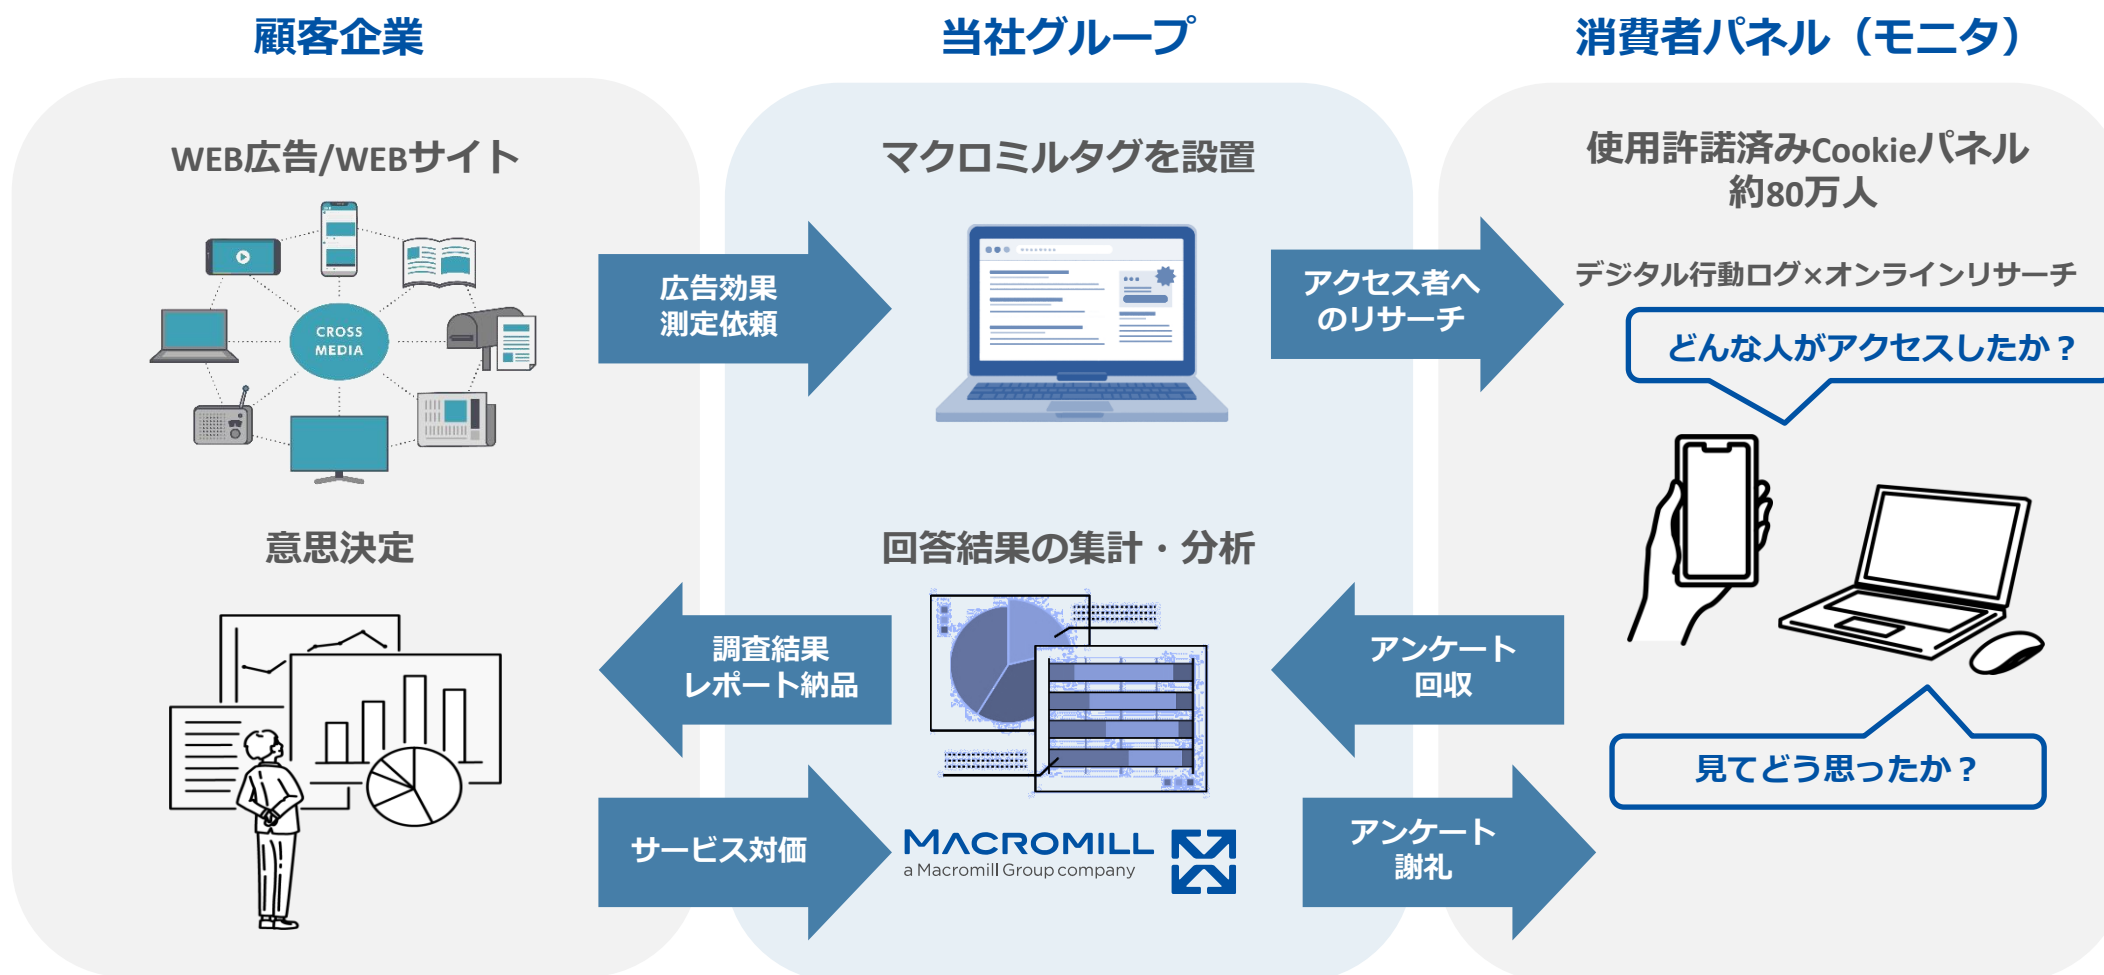 顧客企業
当社グループ
消費者パネル（モニタ）
WEB広告/WEBサイト
CROSS
MEDIA
広告効果
測定依頼
マクロミルタグを設置
アクセス者へ
のリサーチ
使用許諾済みCookieパネル
約80万人
デジタル行動ログ×オンラインリサーチ
どんな人がアクセスしたか？
意思決定
調査結果
レポート納品
回答結果の集計・分析
アンケート
回収
見てどう思ったか？
サービス対価
MACROMILL
a Macromill Group company
アンケート
謝礼